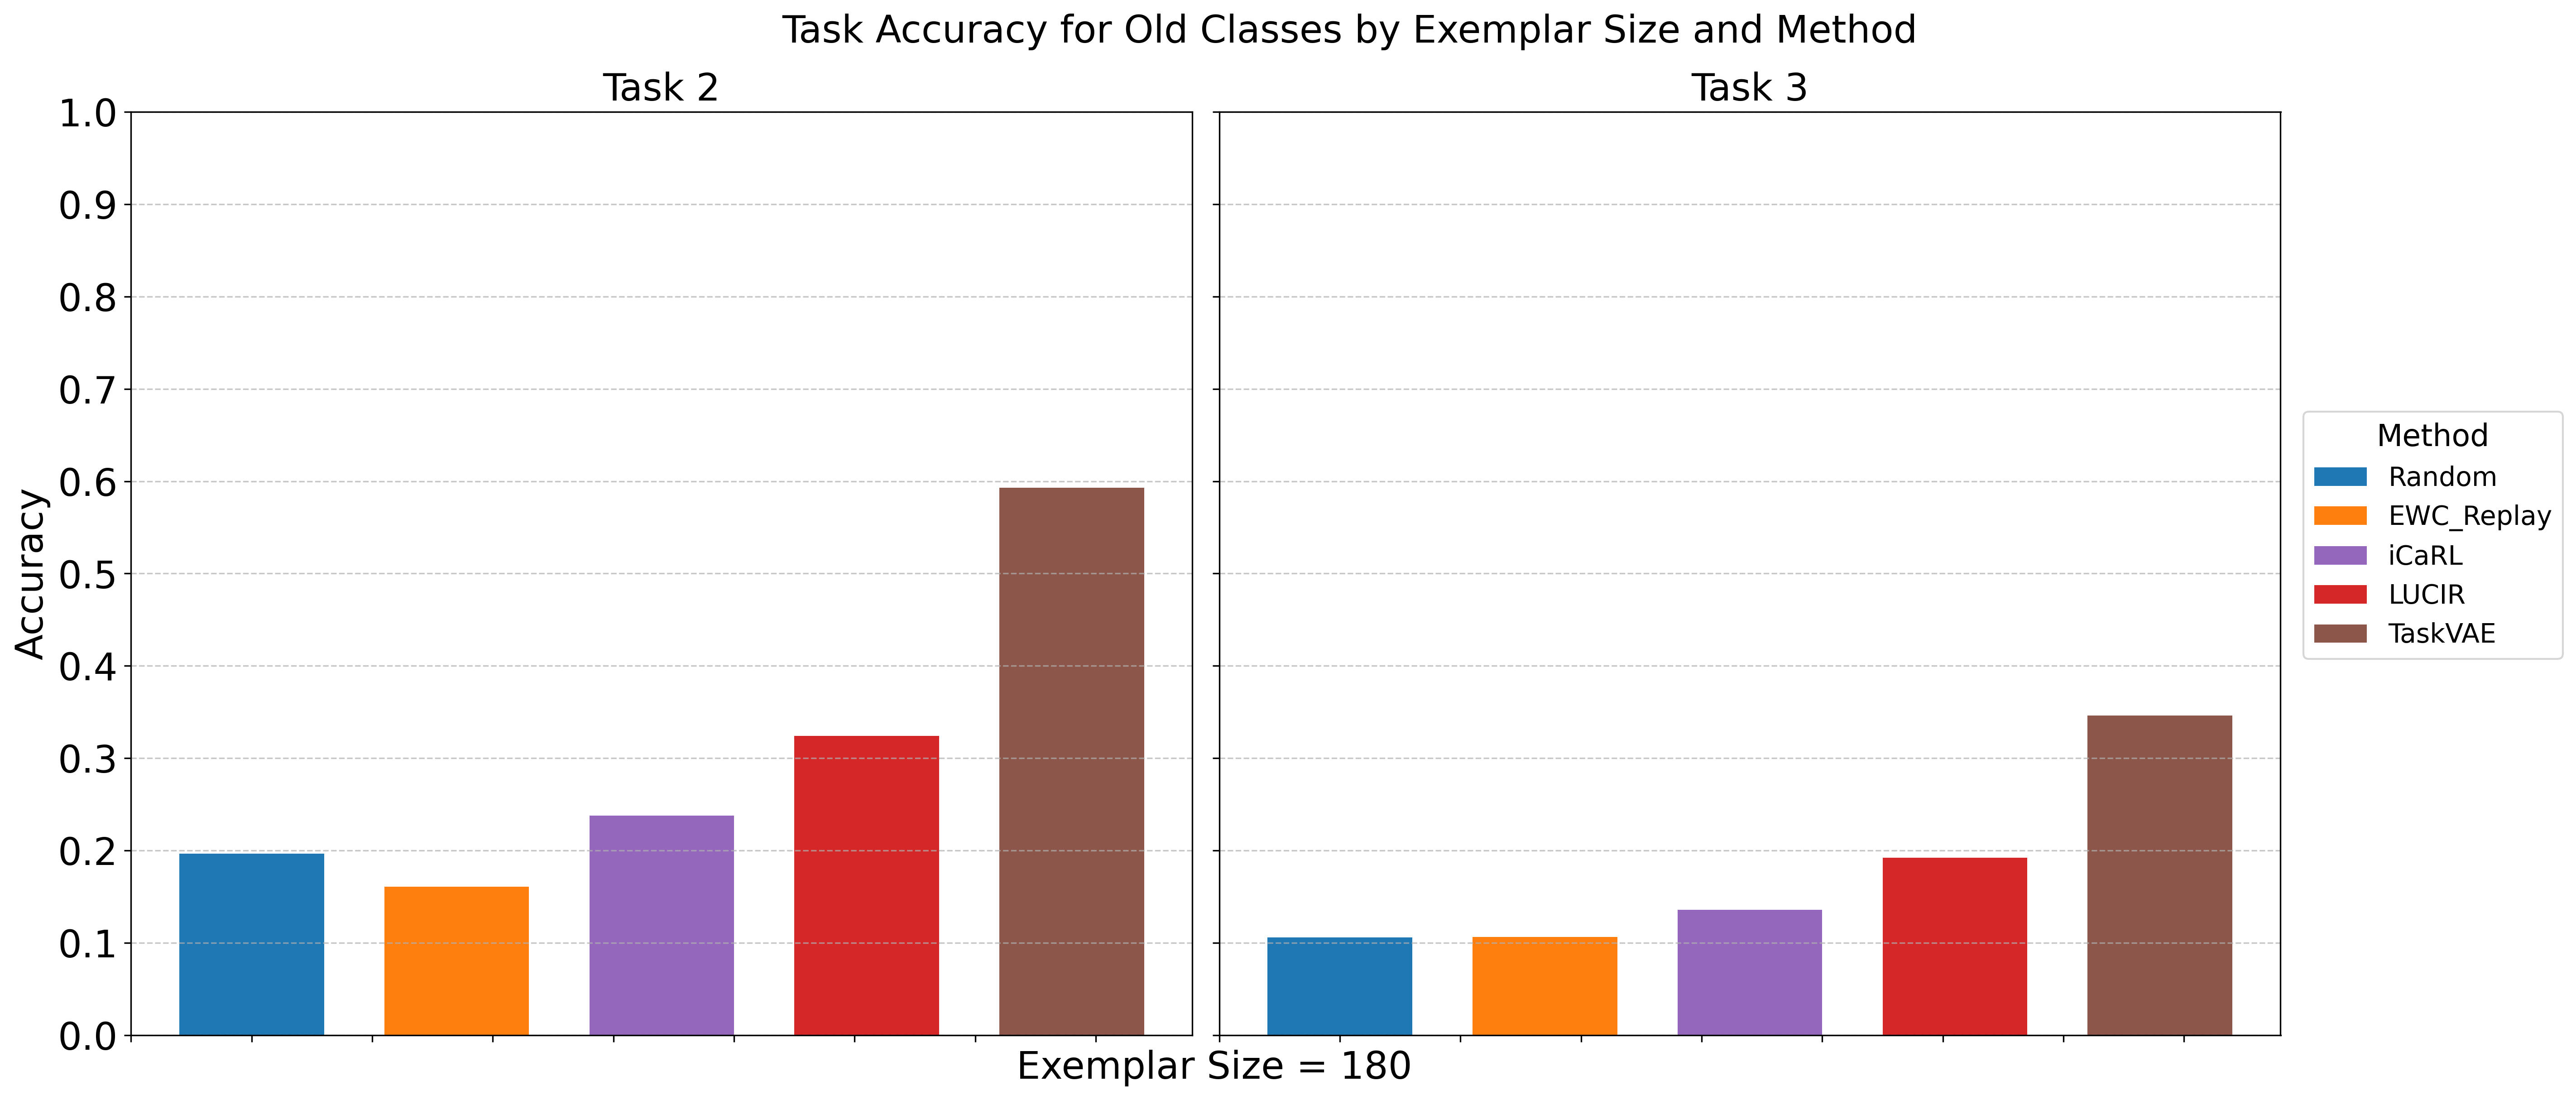 Task Accuracy for Old Classes by Exemplar Size and Method
Task 2
Task 3
1.0
0.9
0.8
0.7
0.6
0.5
0.4
0.3
0.2
0.1
0.0
Accuracy
Exemplar Size = 180
Method
Random
EWC_Replay
iCaRL
LUCIR
TaskVAE